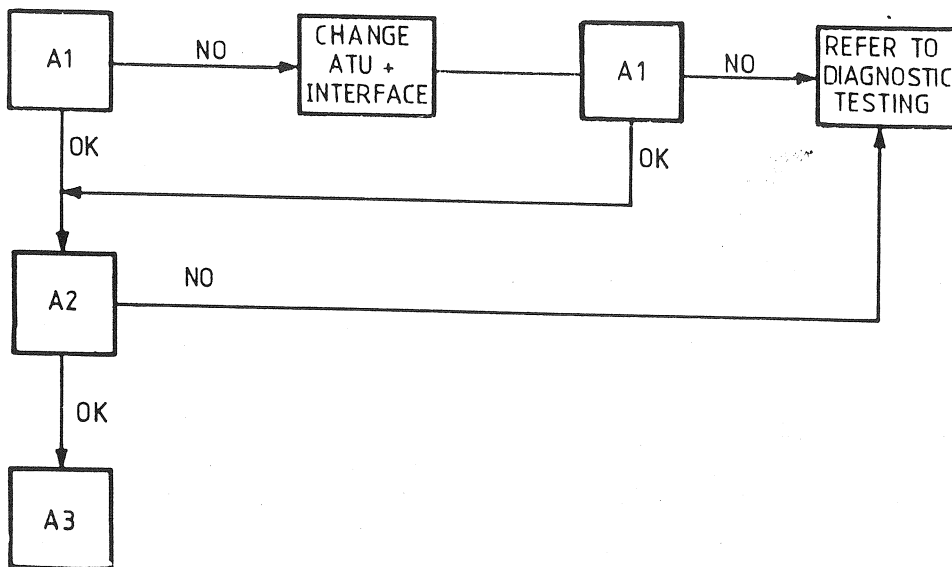 A1
NO
CHANGE
ATU +
INTERFACE
A1
NO
REFER TO
DIAGNOSTIC
TESTING
OK
OK
A2
NO
OK
A3